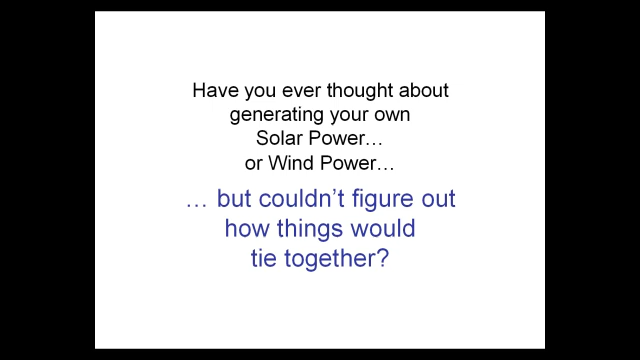 Have you ever thought about
generating your own
Solar Power…
or Wind Power…
… but couldn’t figure out
how things would
tie together?